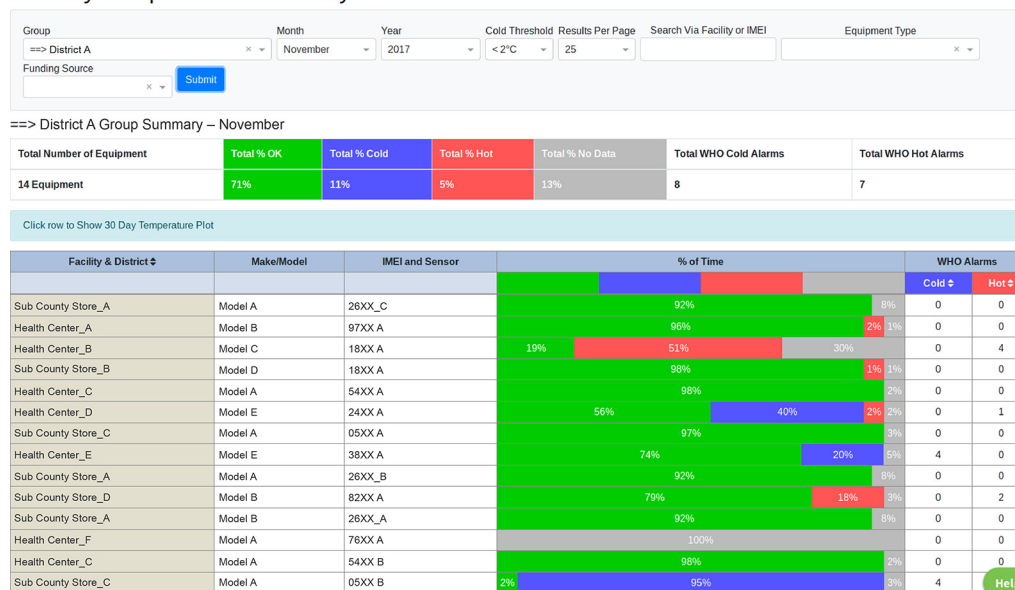 Group Month Year Cold Threshold Results Per Page Search Via Facility or IMEI Equipment Type
==> District A × November 2017 < 2°C 25 ×
Funding Source
× Submit
==> District A Group Summary – November
Total Number of Equipment Total % OK Total % Cold Total % Hot Total % No Data Total WHO Cold Alarms Total WHO Hot Alarms
14 Equipment 71% 11% 5% 13% 8 7
Click row to Show 30 Day Temperature Plot
Facility & District Make/Model IMEI and Sensor % of Time WHO Alarms
Cold Hot
Sub County Store_A Model A 26XX_C 92% 8% 0 0
Health Center_A Model B 97XX A 96% 2% 1% 0 0
Health Center_B Model C 18XX A 19% 51% 30% 0 4
Sub County Store_B Model D 18XX A 98% 1% 1% 0 0
Health Center_C Model A 54XX A 98% 2% 0 0
Health Center_D Model E 24XX A 56% 40% 2% 2% 0 1
Sub County Store_C Model A 05XX A 97% 3% 0 0
Health Center_E Model E 38XX A 74% 20% 5% 4 0
Sub County Store_A Model A 26XX_B 92% 8% 0 0
Sub County Store_D Model B 82XX A 79% 18% 3% 0 2
Sub County Store_A Model B 26XX_A 92% 8% 0 0
Health Center_F Model A 76XX A 100% 0 0
Health Center_C Model A 54XX B 98% 2% 0 0
Sub County Store_C Model A 05XX B 2% 95% 3% 4